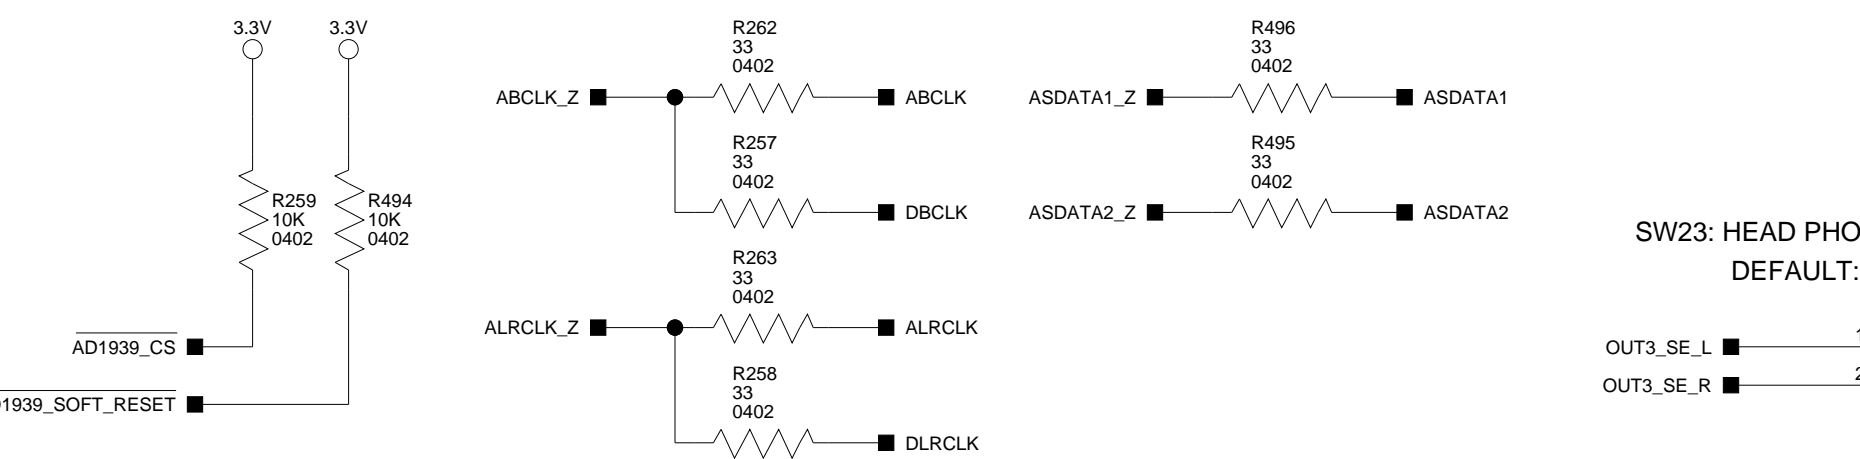 3.3V
3.3V
R259
10K
0402
R494
10K
0402
AD1939_CS
1939_SOFT_RESET
R262
33
0402
ABCLK_Z
ABCLK
R257
33
0402
DBCLK
R263
33
0402
ALRCLK_Z
ALRCLK
R258
33
0402
DLRCLK
R496
33
0402
ASDATA1_Z
ASDATA1
R495
33
0402
ASDATA2_Z
ASDATA2
SW23: HEAD PHO
DEFAULT:
OUT3_SE_L
1
OUT3_SE_R
2